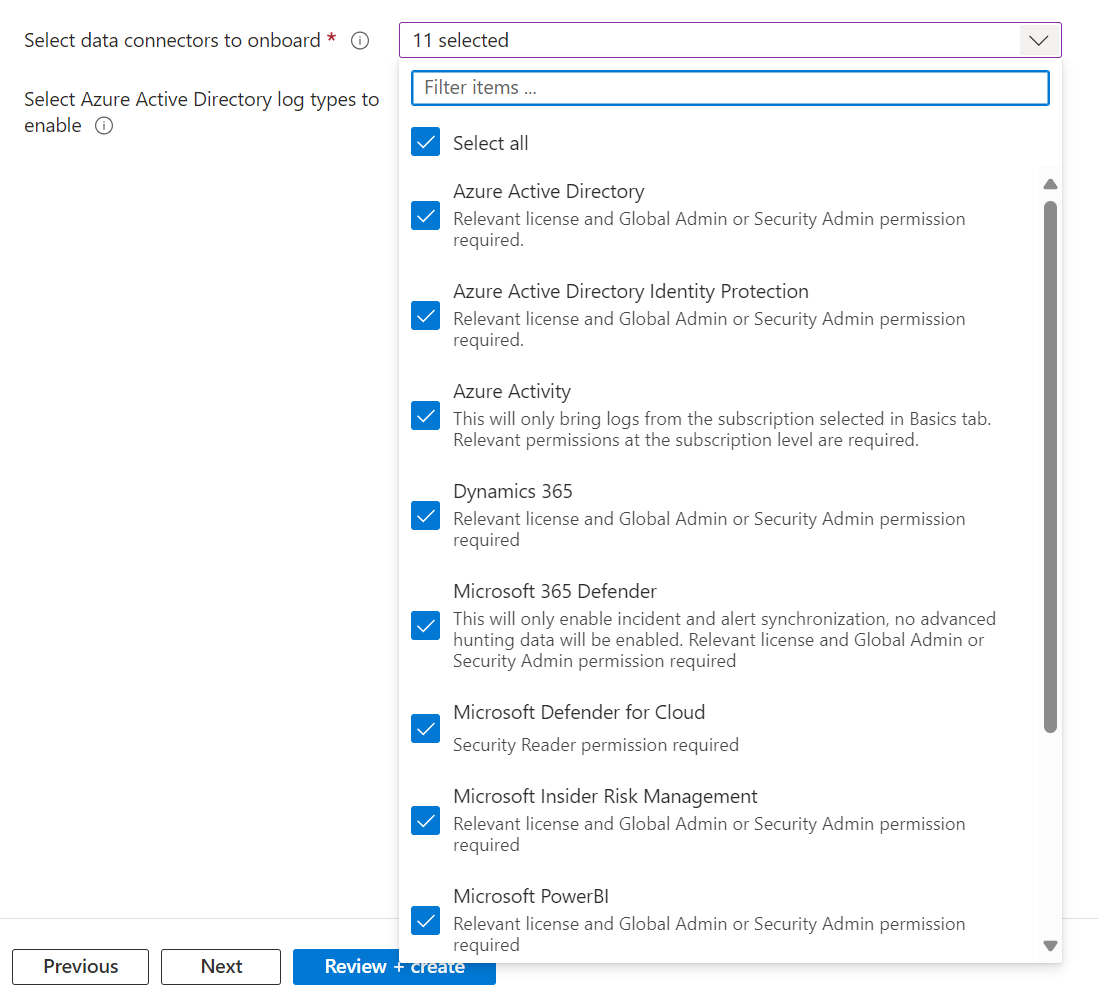 Select data connectors to onboard *
11 selected
Filter items ...
Select Azure Active Directory log types to
enable
Select all
Azure Active Directory
Relevant license and Global Admin or Security Admin permission
required.
Azure Active Directory Identity Protection
Relevant license and Global Admin or Security Admin permission
required.
Azure Activity
This will only bring logs from the subscription selected in Basics tab.
Relevant permissions at the subscription level are required.
Dynamics 365
Relevant license and Global Admin or Security Admin permission
required
Microsoft 365 Defender
This will only enable incident and alert synchronization, no advanced
hunting data will be enabled. Relevant license and Global Admin or
Security Admin permission required
Microsoft Defender for Cloud
Security Reader permission required
Microsoft Insider Risk Management
Relevant license and Global Admin or Security Admin permission
required
Microsoft PowerBI
Relevant license and Global Admin or Security Admin permission
required
Previous
Next
Review + create